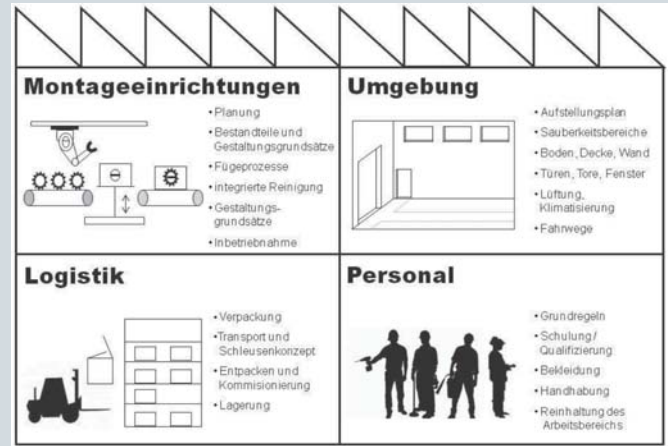 Montageeinrichtungen
• Planung
• Bestandteile und
Gestaltungsgrundsätze
• Fügeprozesse
• integrierte Reinigung
• Gestaltungs-
grundsätze
• Inbetriebnahme
Umgebung
• Aufstellungsplan
• Sauberkeitsbereiche
• Boden, Decke, Wand
• Türen, Tore, Fenster
• Lüftung,
Klimatisierung
• Fahrwege
Logistik
• Verpackung
• Transport und
Schleusenkonzept
• Entpacken und
Kommisionierung
• Lagerung
Personal
• Grundregeln
• Schulung /
Qualifizierung
• Bekleidung
• Handhabung
• Reinhaltung des
Arbeitsbereichs